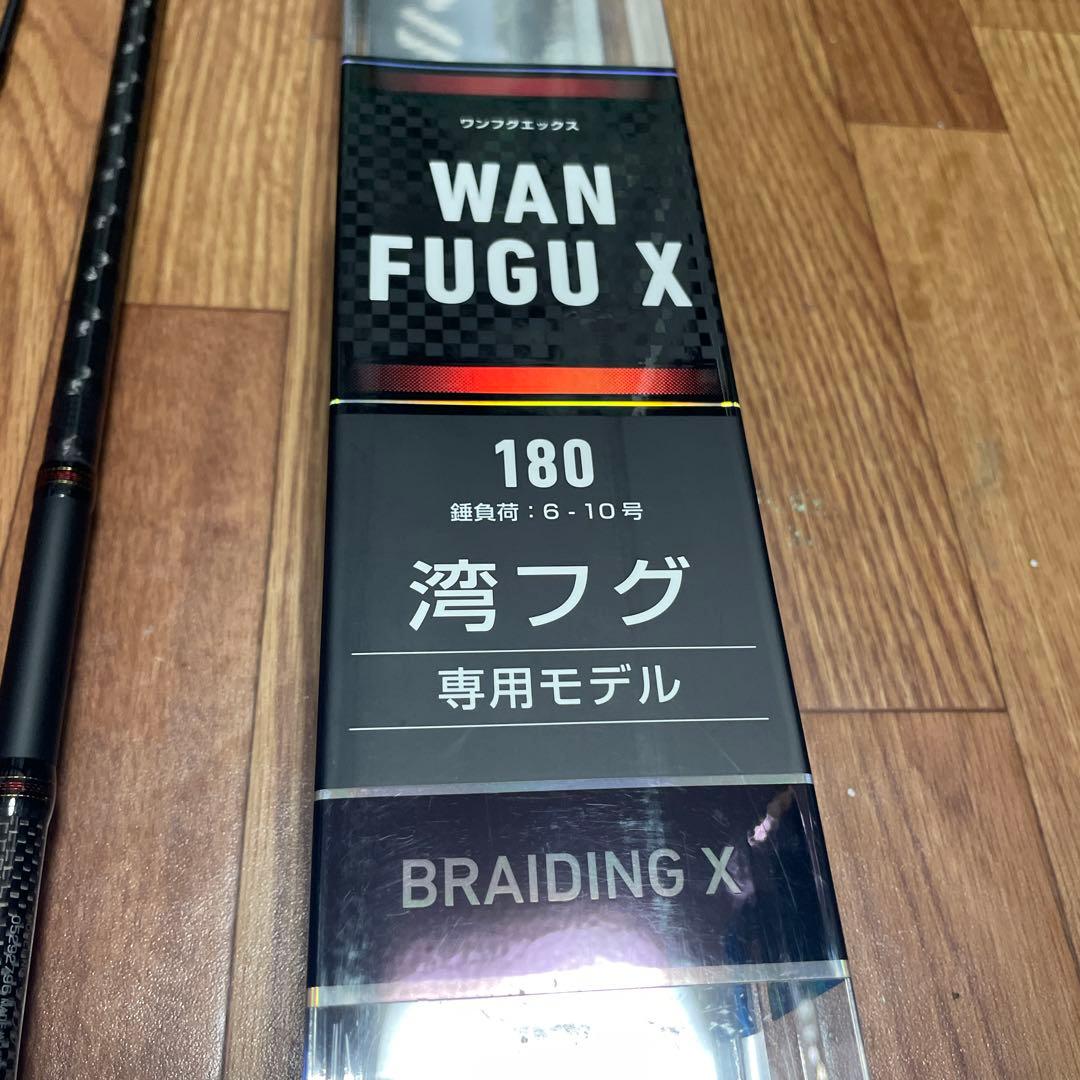 ワンフグエックス
WAN
FUGU X
180
錘負荷：6-10号
湾フグ
専用モデル
BRAIDING X